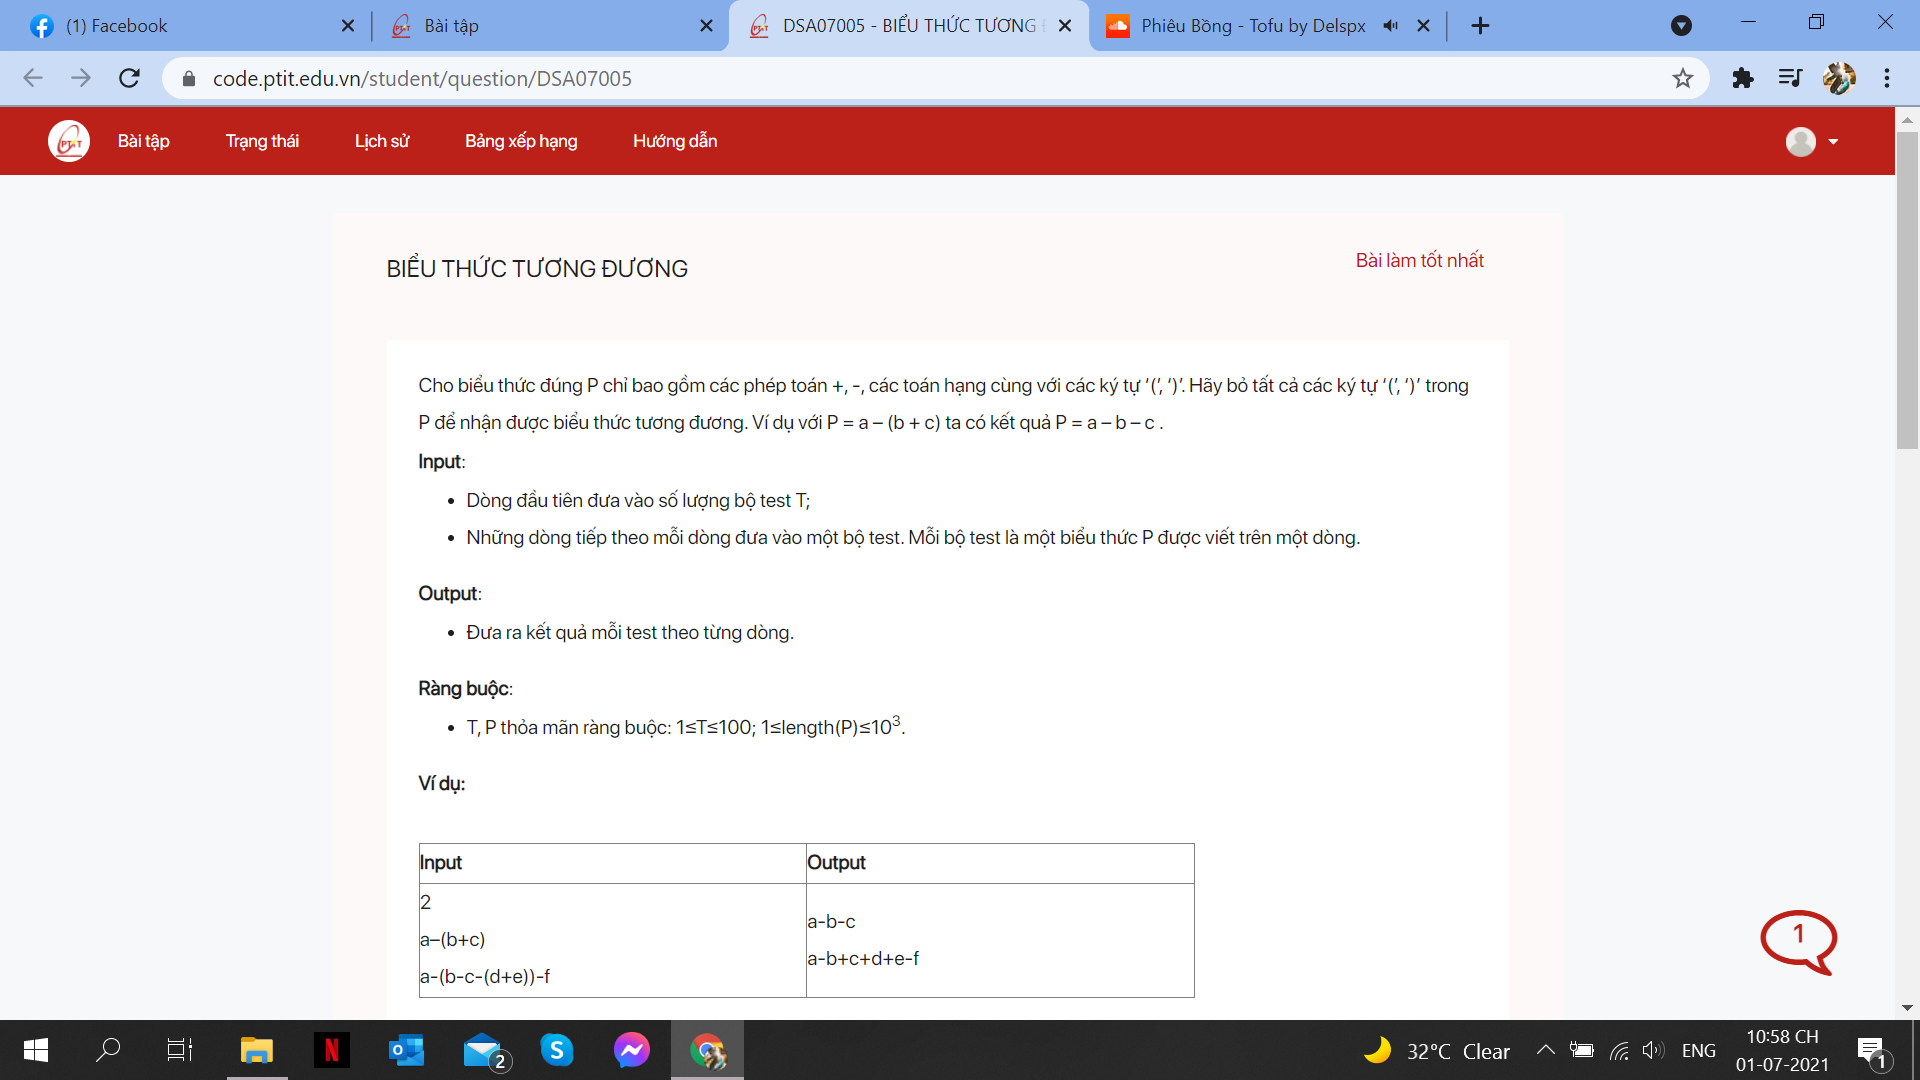 (1) Facebook
Bài tập
DSA07005 - BIỂU THỨC TƯƠNG
Phiêu Bồng - Tofu by Delspx
code.ptit.edu.vn/student/question/DSA07005
Bài tập Trạng thái Lịch sử Bảng xếp hạng Hướng dẫn
BIỂU THỨC TƯƠNG ĐƯƠNG
Bài làm tốt nhất
Cho biểu thức đúng P chỉ bao gồm các phép toán +, -, các toán hạng cùng với các ký tự ‘(’, ‘)’. Hãy bỏ tất cả các ký tự ‘(’, ‘)’ trong
P để nhận được biểu thức tương đương. Ví dụ với P = a – (b + c) ta có kết quả P = a – b – c .
Input:
• Dòng đầu tiên đưa vào số lượng bộ test T;
• Những dòng tiếp theo mỗi dòng đưa vào một bộ test. Mỗi bộ test là một biểu thức P được viết trên một dòng.
Output:
• Đưa ra kết quả mỗi test theo từng dòng.
Ràng buộc:
• T, P thỏa mãn ràng buộc: 1≤T≤100; 1≤length(P)≤10³.
Ví dụ:
Input
Output
2
a–(b+c)
a-(b-c-(d+e))-f
a-b-c
a-b+c+d+e-f
1
2
32°C Clear
ENG
10:58 CH
01-07-2021
1